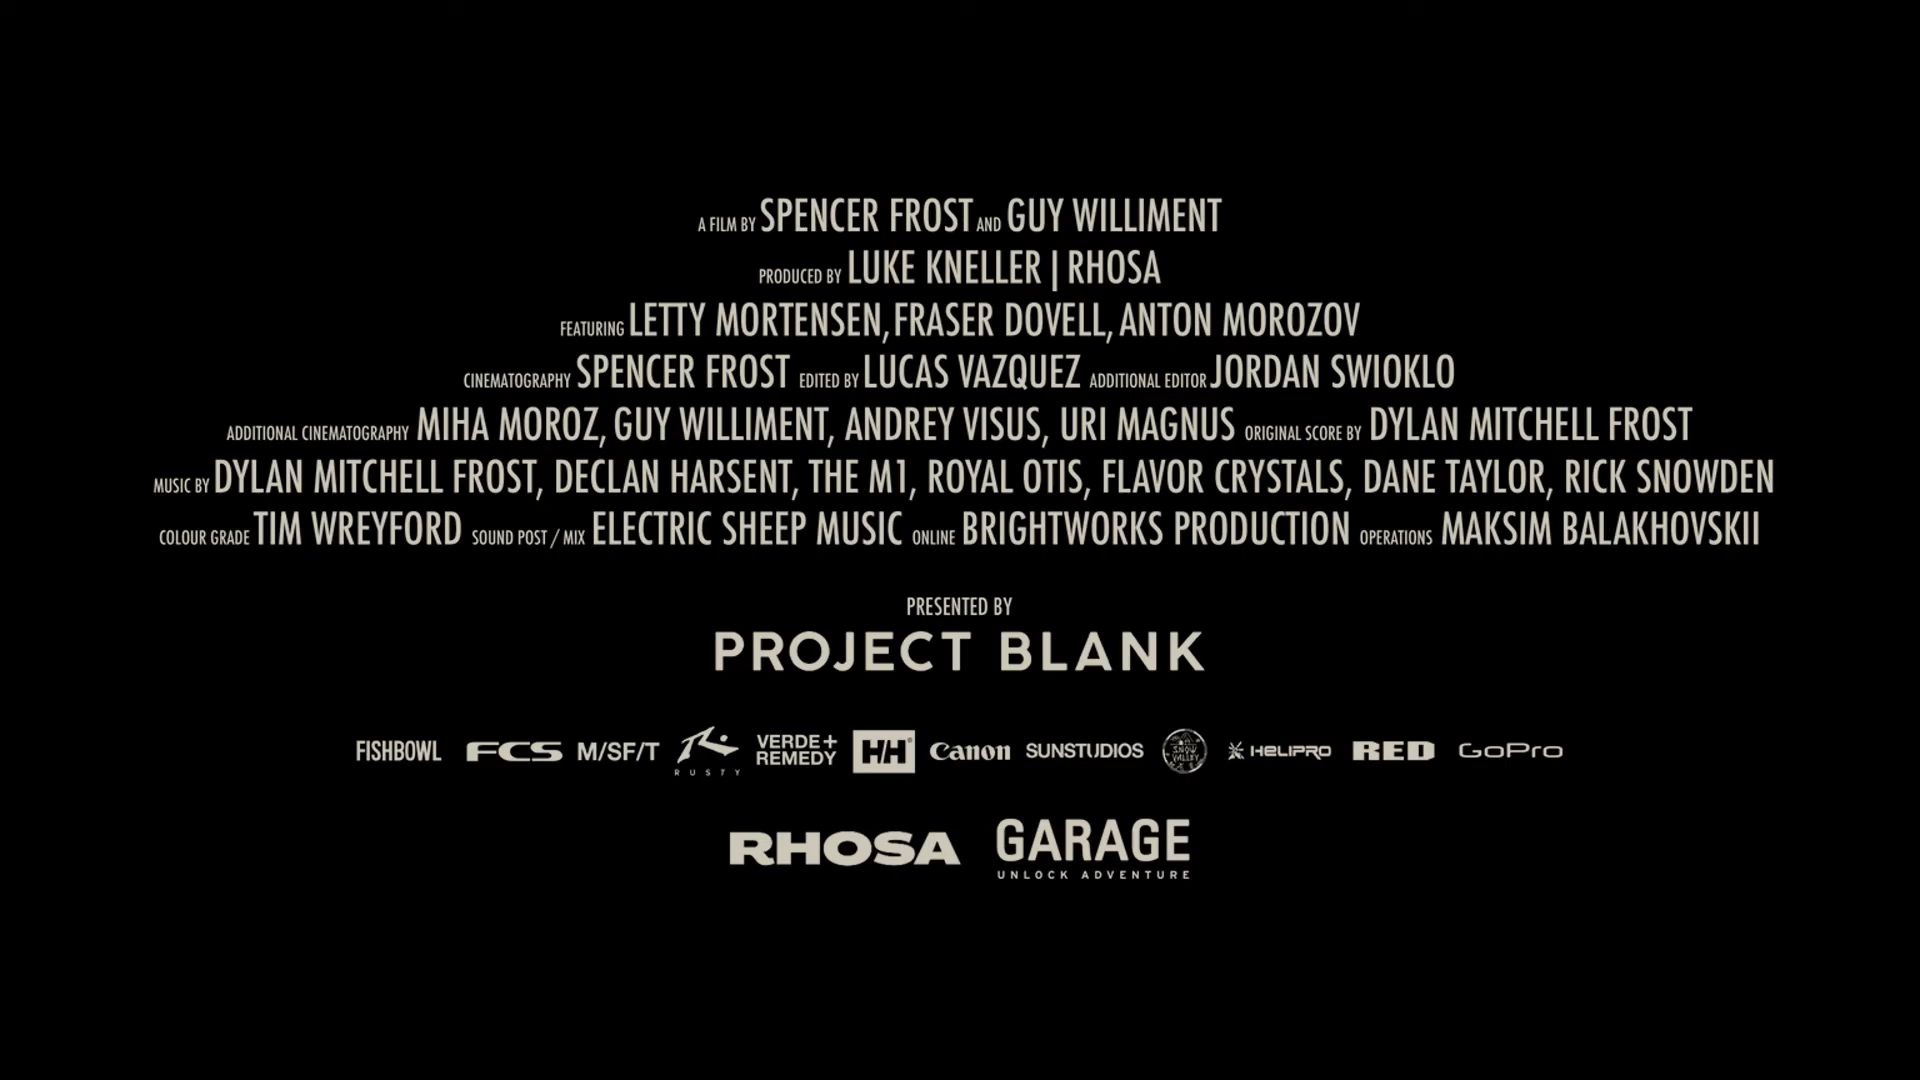 A FILM BY SPENCER FROST AND GUY WILLIMENT
PRODUCED BY LUKE KNELLER | RHOSA
FEATURING LETTY MORTENSEN, FRASER DOVELL, ANTON MOROZOV
CINEMATOGRAPHY SPENCER FROST EDITED BY LUCAS VAZQUEZ ADDITIONAL EDITOR JORDAN SWIOKLO
ADDITIONAL CINEMATOGRAPHY MIHA MOROZ, GUY WILLIMENT, ANDREY VISUS, URI MAGNUS ORIGINAL SCORE BY DYLAN MITCHELL FROST
MUSIC BY DYLAN MITCHELL FROST, DECLAN HARSENT, THE M1, ROYAL OTIS, FLAVOR CRYSTALS, DANE TAYLOR, RICK SNOWDEN
COLOUR GRADE TIM WREYFORD SOUND POST / MIX ELECTRIC SHEEP MUSIC ONLINE BRIGHTWORKS PRODUCTION OPERATIONS MAKSIM BALAKHOVSKII
PRESENTED BY
PROJECT BLANK
FISHBOWL FCS M/SF/T RUSTY VERDE+ REMEDY HH Canon SUNSTUDIOS SNOW VALLEY HELIPRO RED GoPro
RHOSA GARAGE
UNLOCK ADVENTURE